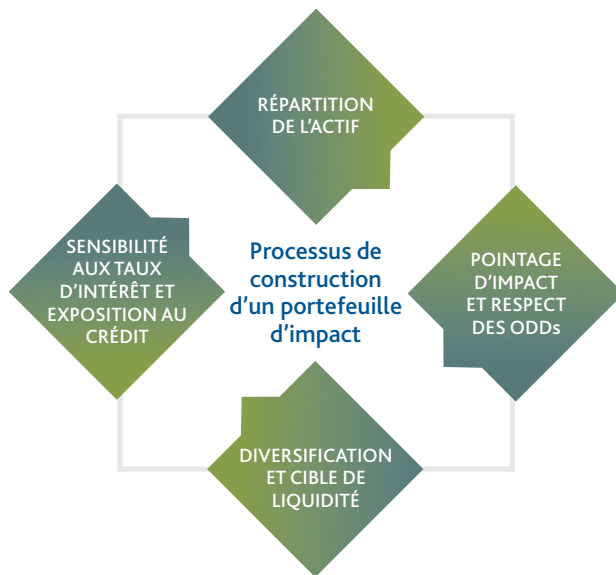 RÉPARTITION
DE L'ACTIF
SENSIBILITÉ
AUX TAUX
D'INTÉRÊT ET
EXPOSITION AU
CRÉDIT
Processus de
construction
d'un portefeuille
d'impact
POINTAGE
D'IMPACT
ET RESPECT
DES ODDs
DIVERSIFICATION
ET CIBLE DE
LIQUIDITÉ